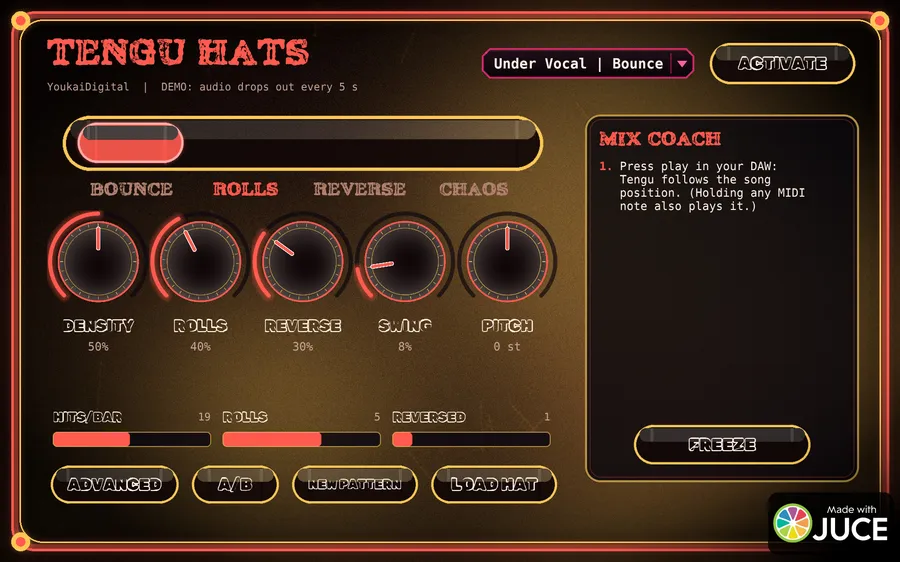 TENGU HATS
YoukaiDigital | DEMO: audio drops out every 5 s
Under Vocal | Bounce
ACTIVATE
BOUNCE ROLLS REVERSE CHAOS
DENSITY ROLLS REVERSE SWING PITCH
50% 40% 30% 8% 0 st
HITS/BAR 19 ROLLS 5 REVERSED 1
ADVANCED A/B NEW PATTERN LOAD HAT
MIX COACH
1. Press play in your DAW:
Tengu follows the song
position. (Holding any MIDI
note also plays it.)
FREEZE
Made with
JUCE